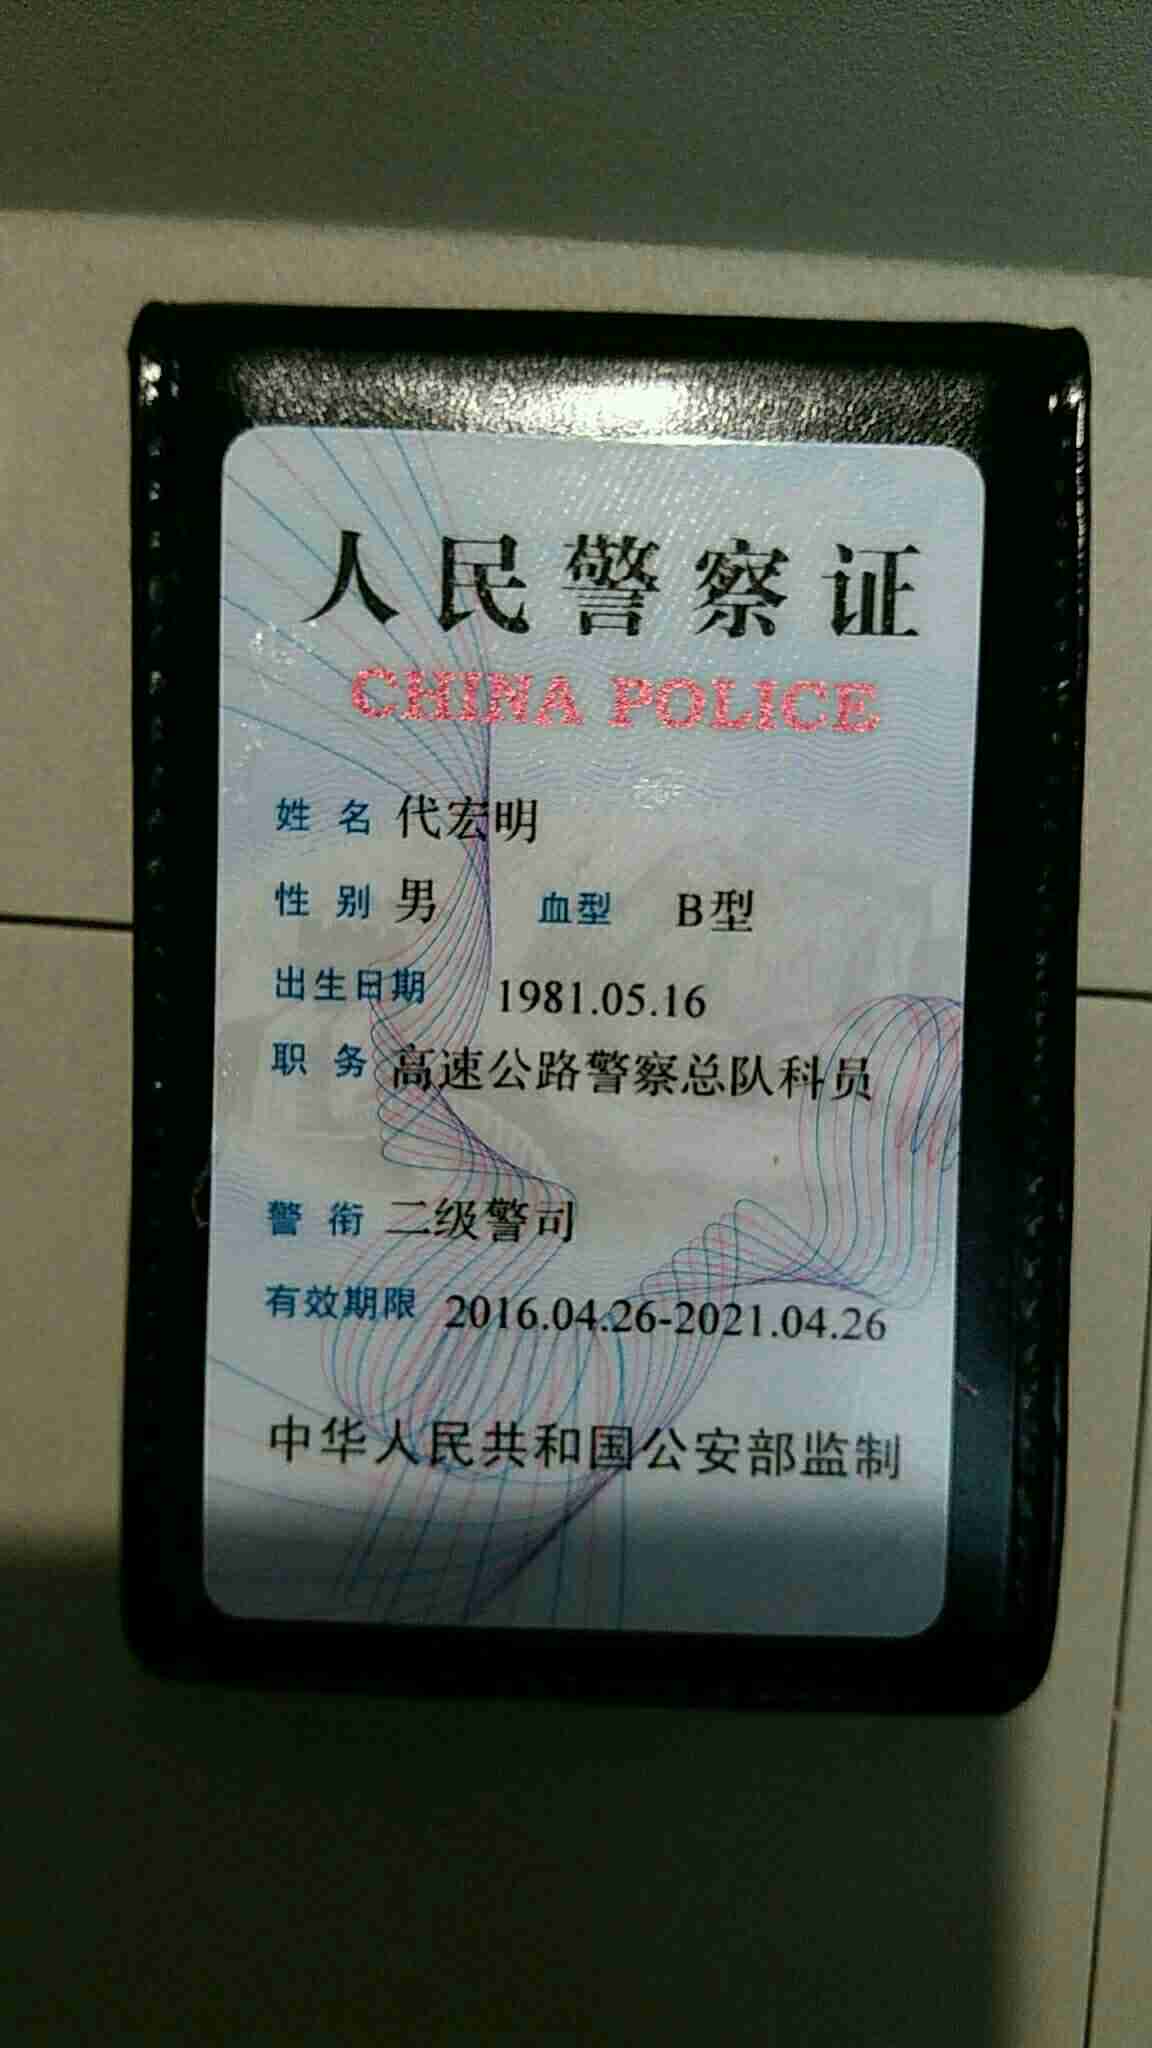 人民警察证
CHINA POLICE
姓 名 代宏明
性 别 男 血型 B型
出生日期 1981.05.16
职 务 高速公路警察总队科员
警 衔 二级警司
有效期限 2016.04.26-2021.04.26
中华人民共和国公安部监制